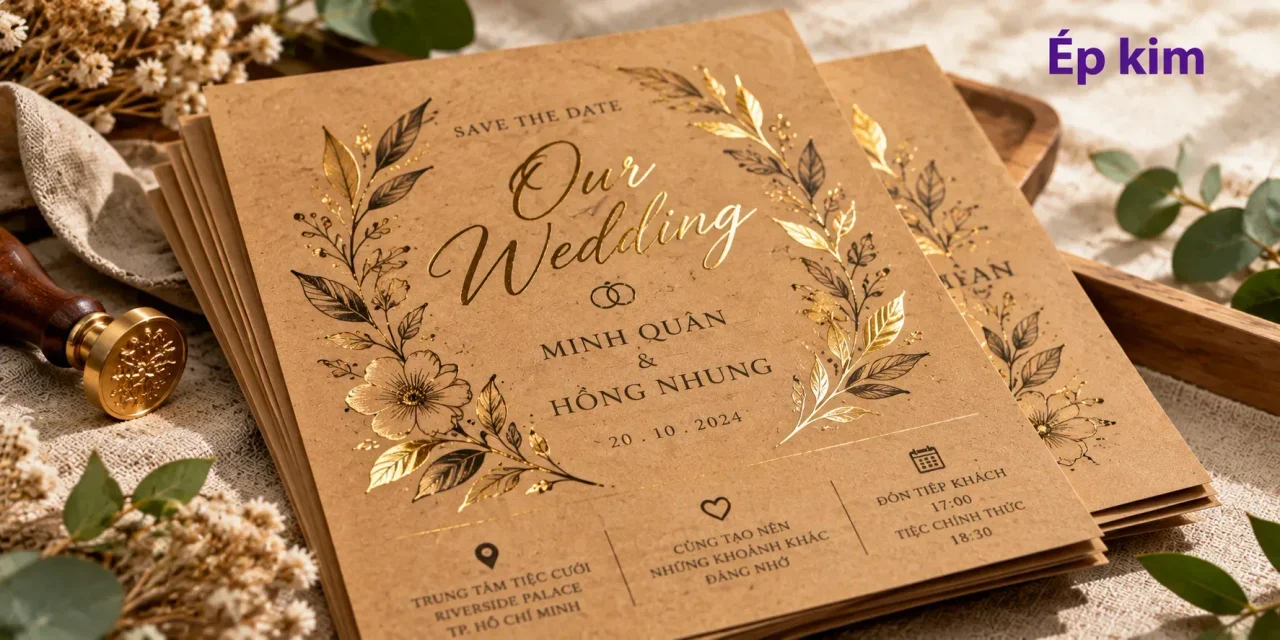 Ép kim
SAVE THE DATE
Our
Wedding
MINH QUÂN
&
HỒNG NHUNG
20 . 10 . 2024
TRUNG TÂM TIỆC CƯỚI
RIVERSIDE PALACE
TP. HỒ CHÍ MINH
CÙNG TẠO NÊN
NHỮNG KHOẢNH KHẮC
ĐÁNG NHỚ
ĐÓN TIẾP KHÁCH
17:00
TIỆC CHÍNH THỨC
18:30